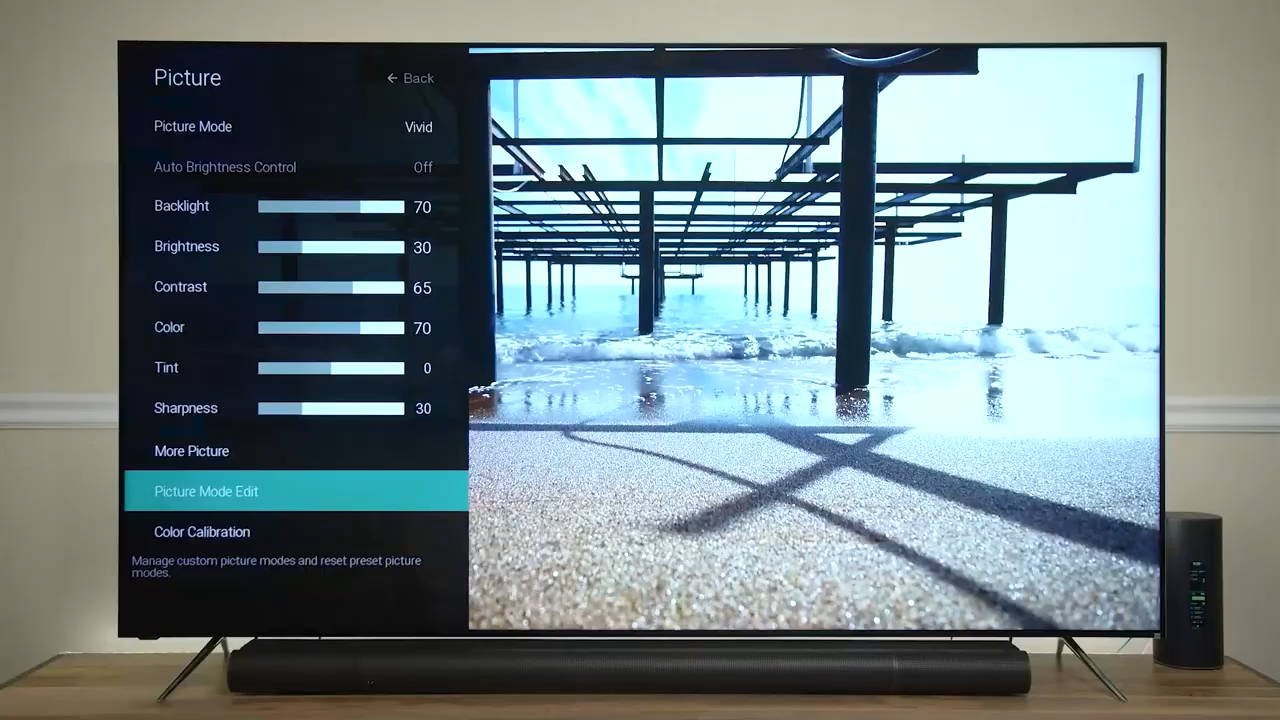 Picture
← Back
Picture Mode Vivid
Auto Brightness Control Off
Backlight 70
Brightness 30
Contrast 65
Color 70
Tint 0
Sharpness 30
More Picture
Picture Mode Edit
Color Calibration
Manage custom picture modes and reset preset picture
modes.